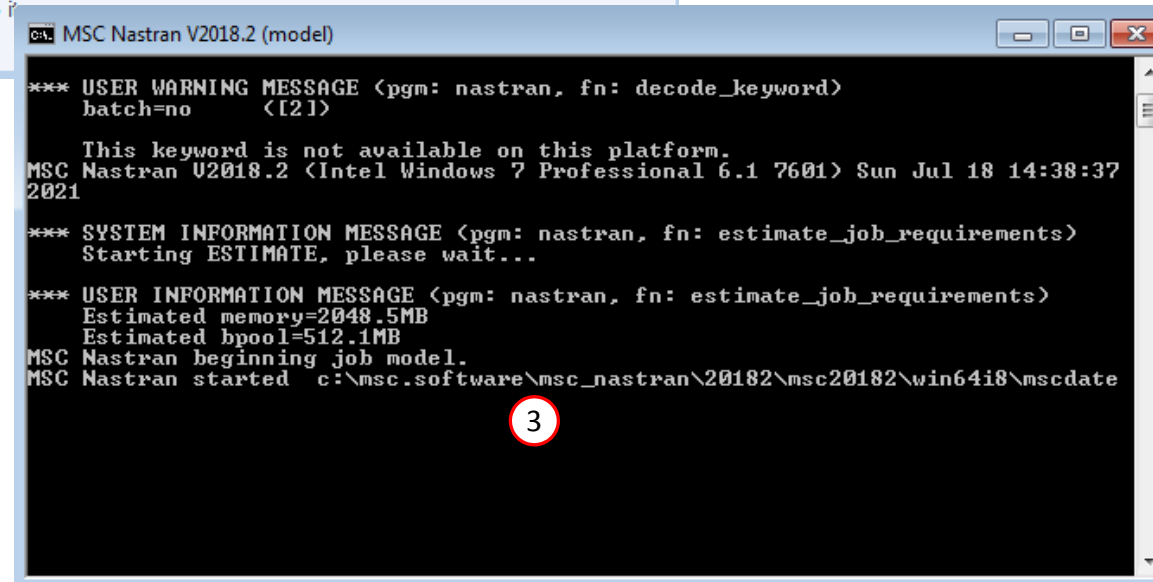 MSC Nastran V2018.2 (model)
*** USER WARNING MESSAGE (pgm: nastran, fn: decode_keyword)
batch=no ([2])
This keyword is not available on this platform.
MSC Nastran V2018.2 (Intel Windows 7 Professional 6.1 7601) Sun Jul 18 14:38:37
2021
*** SYSTEM INFORMATION MESSAGE (pgm: nastran, fn: estimate_job_requirements)
Starting ESTIMATE, please wait...
*** USER INFORMATION MESSAGE (pgm: nastran, fn: estimate_job_requirements)
Estimated memory=2048.5MB
Estimated bpool=512.1MB
MSC Nastran beginning job model.
MSC Nastran started c:\msc.software\msc_nastran\20182\msc20182\win64i8\mscdate
3